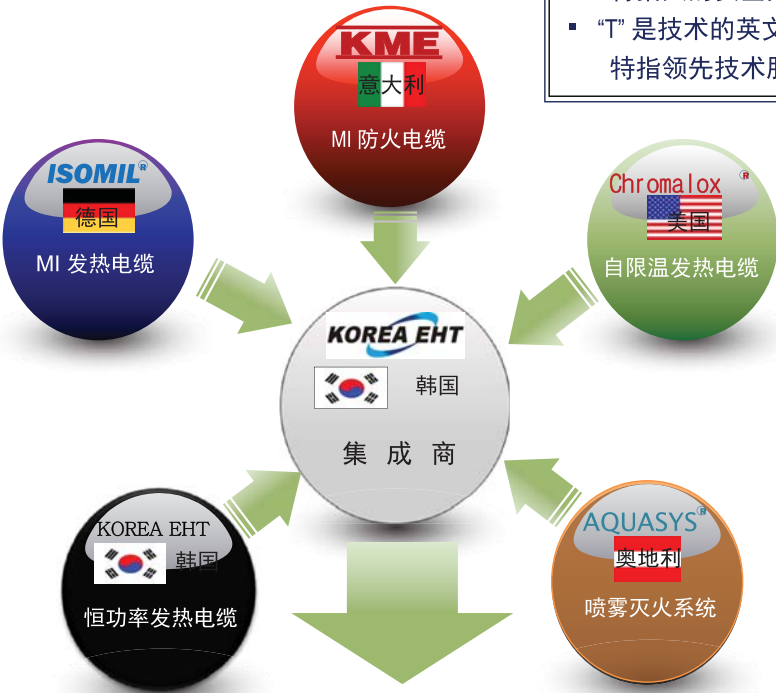 “T” 是技术的英文
特指领先技术
KME
意大利
MI 防火电缆
ISOMIL®
德国
MI 发热电缆
Chromalox ®
美国
自限温发热电缆
KOREA EHT
韩国
集 成 商
KOREA EHT
韩国
恒功率发热电缆
AQUASYS®
奥地利
喷雾灭火系统